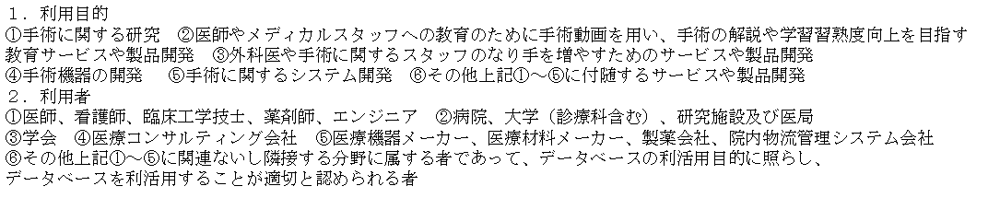 １．利用目的
①手術に関する研究　②医師やメディカルスタッフへの教育のために手術動画を用い、手術の解説や学習習熟度向上を目指す
教育サービスや製品開発　③外科医や手術に関するスタッフのなり手を増やすためのサービスや製品開発
④手術機器の開発　⑤手術に関するシステム開発　⑥その他上記①～⑤に付随するサービスや製品開発
２．利用者
①医師、看護師、臨床工学技士、薬剤師、エンジニア　②病院、大学（診療科含む）、研究施設及び医局
③学会　④医療コンサルティング会社　⑤医療機器メーカー、医療材料メーカー、製薬会社、院内物流管理システム会社
⑥その他上記①～⑤に関連ないし隣接する分野に属する者であって、データベースの利活用目的に照らし、
データベースを利活用することが適切と認められる者